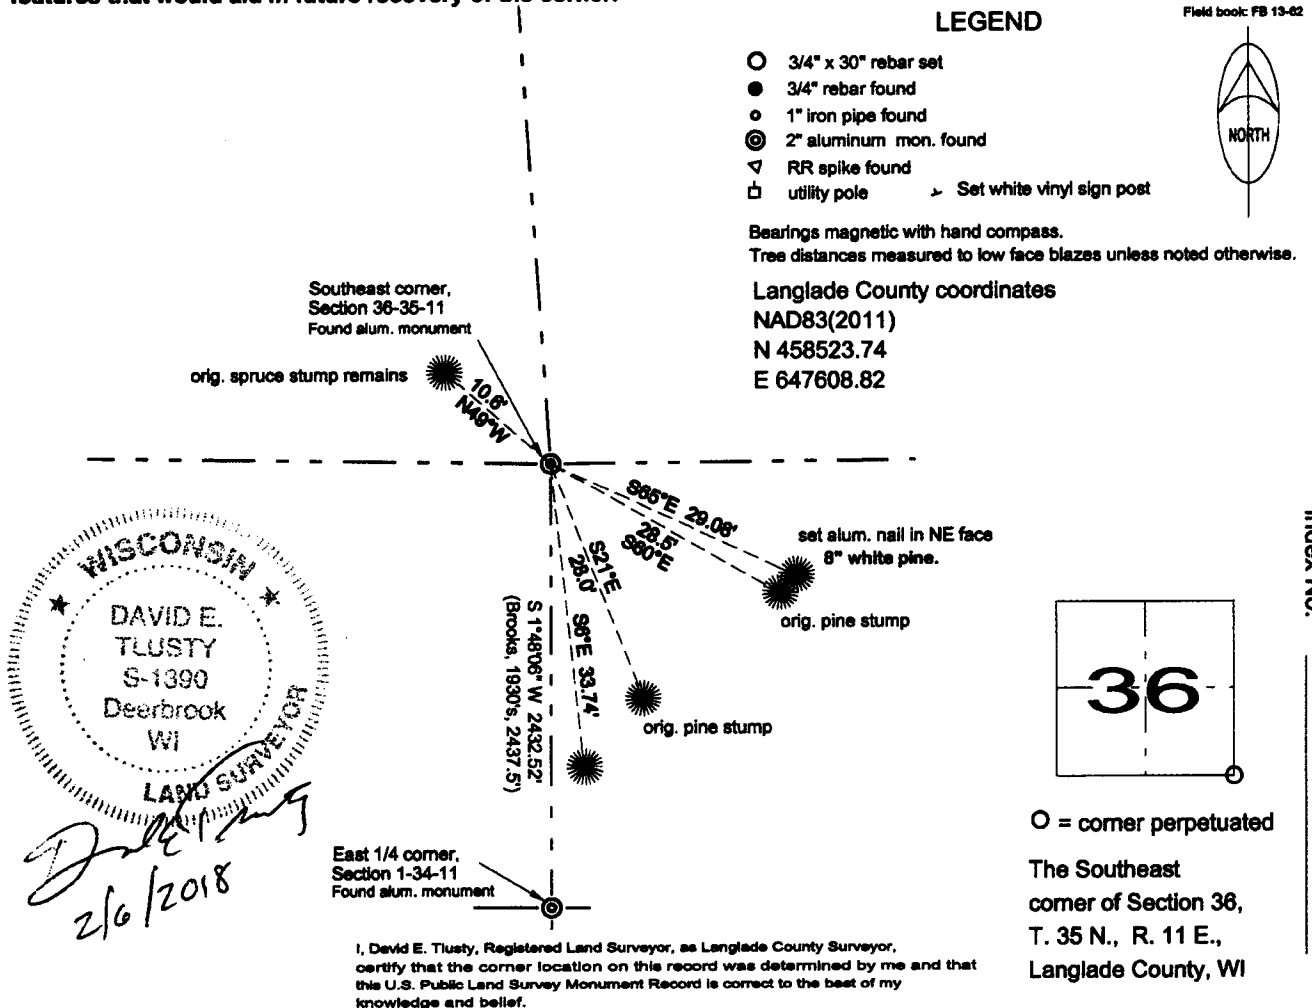 features that would aid in future recovery of the corner.
Field book: FB 13-62
LEGEND
3/4" x 30" rebar set
3/4" rebar found
1" iron pipe found
2" aluminum mon. found
RR spike found
utility pole
Set white vinyl sign post
NORTH
Bearings magnetic with hand compass.
Tree distances measured to low face blazes unless noted otherwise.
Langlade County coordinates
NAD83(2011)
N 458523.74
E 647608.82
Southeast corner,
Section 36-35-11
Found alum. monument
orig. spruce stump remains
10.6'
N49°W
S65°E 29.08'
28.5'
S60°E
set alum. nail in NE face
8" white pine.
orig. pine stump
S21°E
28.0'
S6°E 33.74'
orig. pine stump
S 1°48'06" W 2432.52'
(Brooks, 1930's, 2437.5')
WISCONSIN
DAVID E.
TLUSTY
S-1390
Deerbrook
WI
LAND SURVEYOR
2/6/2018
East 1/4 corner,
Section 1-34-11
Found alum. monument
Index No.
36
O = corner perpetuated
The Southeast
corner of Section 36,
T. 35 N., R. 11 E.,
Langlade County, WI
I, David E. Tlusty, Registered Land Surveyor, as Langlade County Surveyor,
certify that the corner location on this record was determined by me and that
this U.S. Public Land Survey Monument Record is correct to the best of my
knowledge and belief.